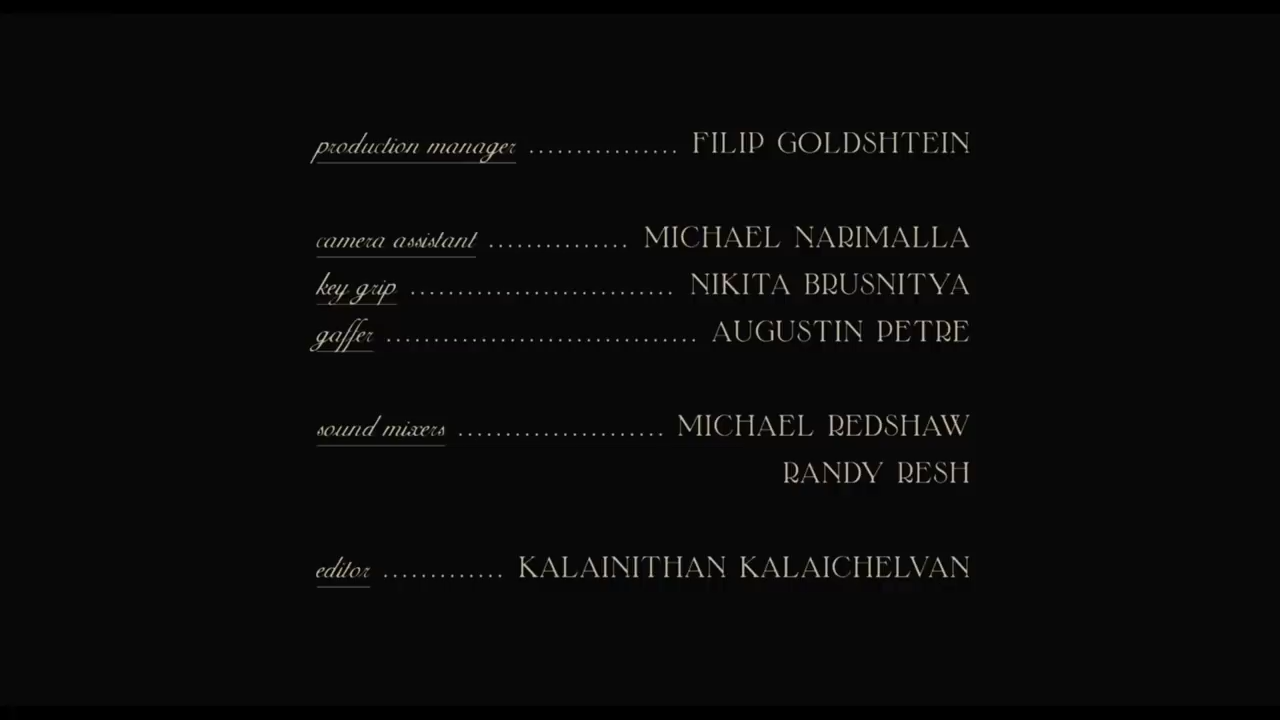 production manager ................ FILIP GOLDSHTEIN
camera assistant ............... MICHAEL NARIMALLA
key grip ............................ NIKITA BRUSNITYA
gaffer ................................. AUGUSTIN PETRE
sound mixers ...................... MICHAEL REDSHAW
RANDY RESH
editor ............. KALAINITHAN KALAICHELVAN